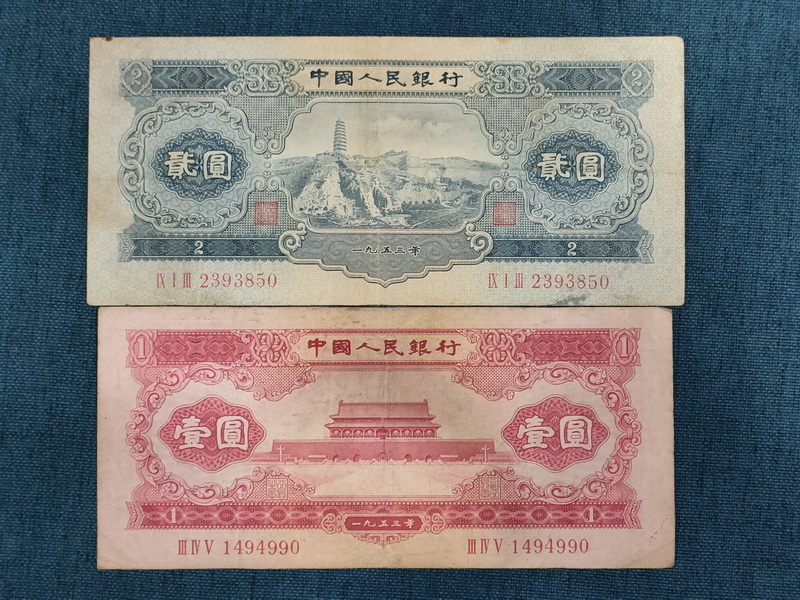 2 中國人民銀行 2
貳圓 貳圓
2 一九五三年 2
IX I III 2393850 IX I III 2393850
1 中國人民銀行 1
壹圓 壹圓
1 一九五三年 1
III IV V 1494990 III IV V 1494990